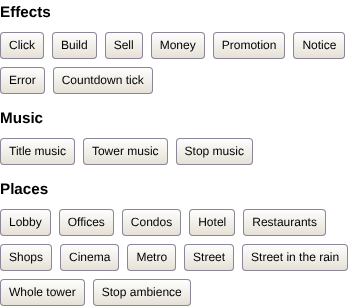 Effects
Click Build Sell Money Promotion Notice
Error Countdown tick
Music
Title music Tower music Stop music
Places
Lobby Offices Condos Hotel Restaurants
Shops Cinema Metro Street Street in the rain
Whole tower Stop ambience